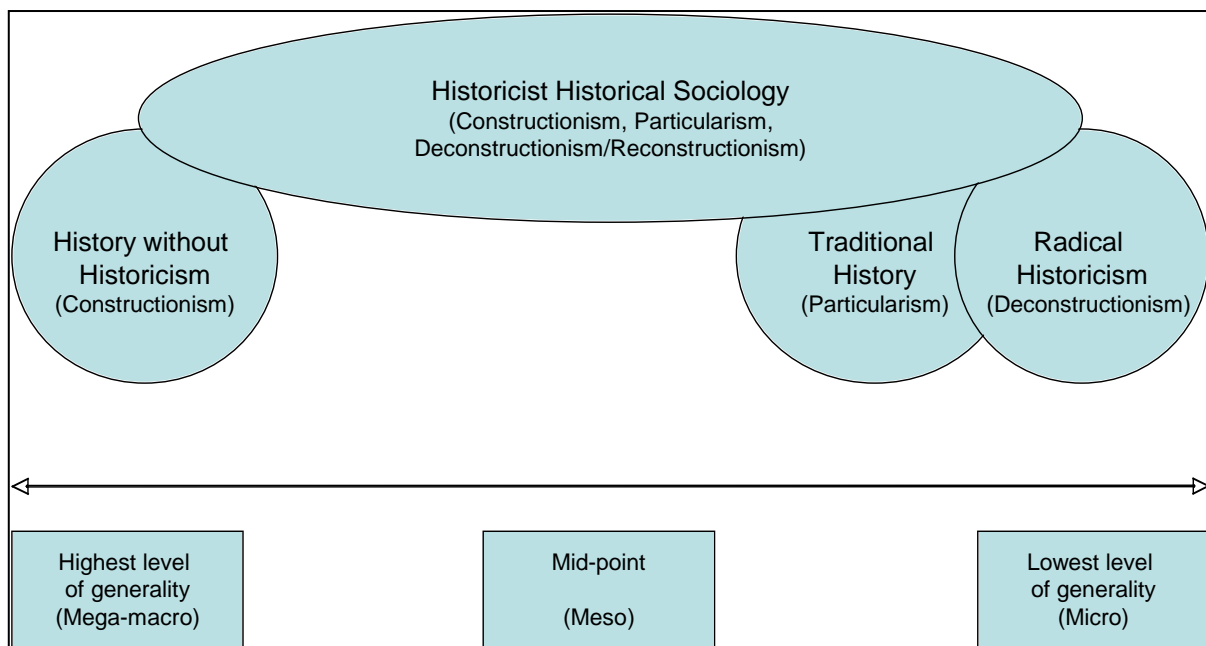 Historicist Historical Sociology
(Constructionism, Particularism,
Deconstructionism/Reconstructionism)
History without
Historicism
(Constructionism)
Traditional
History
(Particularism)
Radical
Historicism
(Deconstructionism)
Highest level
of generality
(Mega-macro)
Mid-point
(Meso)
Lowest level
of generality
(Micro)